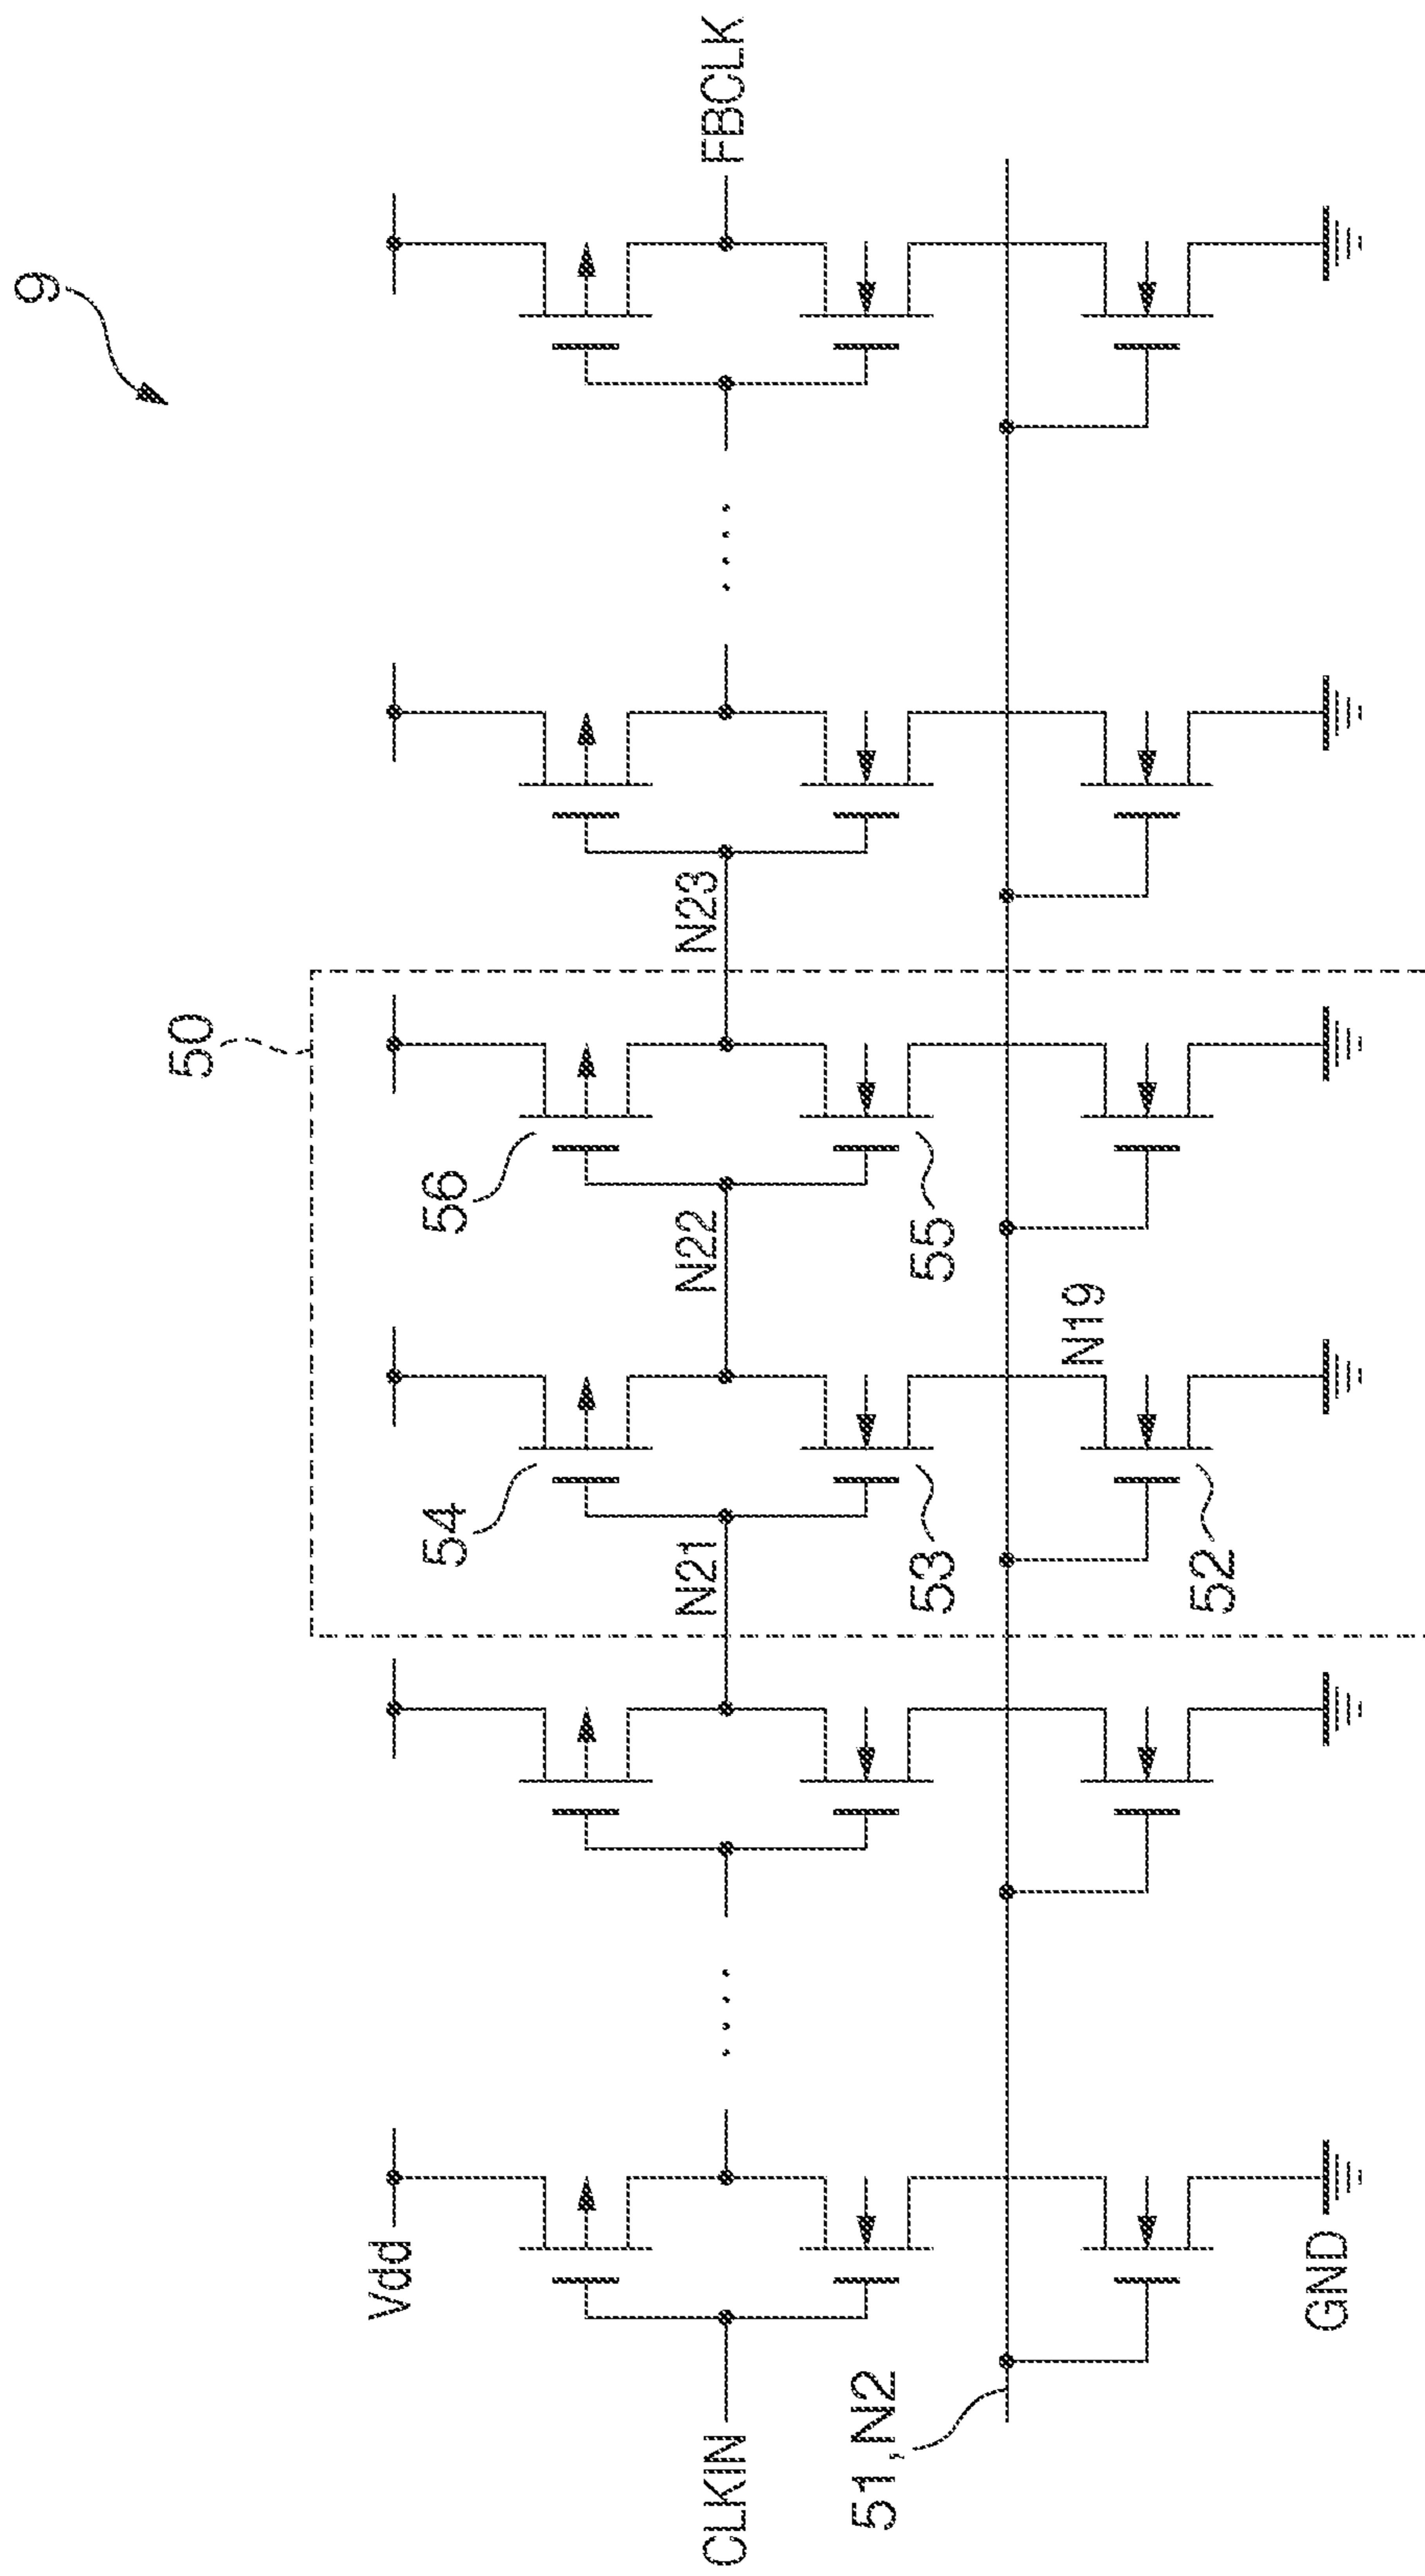 9
50
Vdd
54
56
CLKIN
N21
N22
N23
FBCLK
51,N2
53
55
N19
52
GND